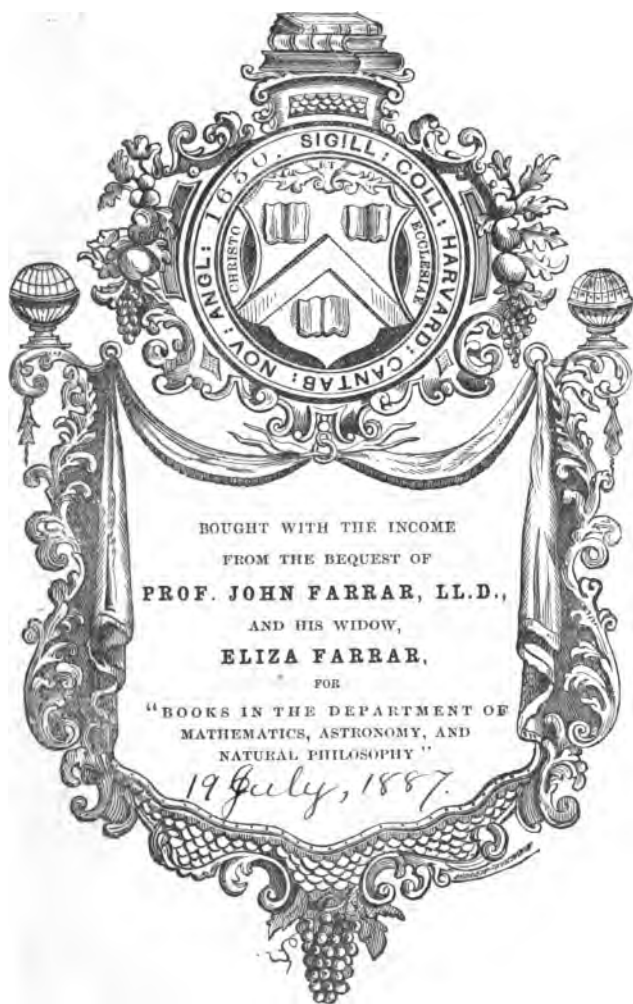 SIGILL: COLL: HARVARD: CANTAB: NOV: ANGL: 1650.
ET
CHRISTO
ECCLESIAE
BOUGHT WITH THE INCOME
FROM THE BEQUEST OF
PROF. JOHN FARRAR, LL.D.,
AND HIS WIDOW,
ELIZA FARRAR,
FOR
"BOOKS IN THE DEPARTMENT OF
MATHEMATICS, ASTRONOMY, AND
NATURAL PHILOSOPHY"
19 July, 1887.